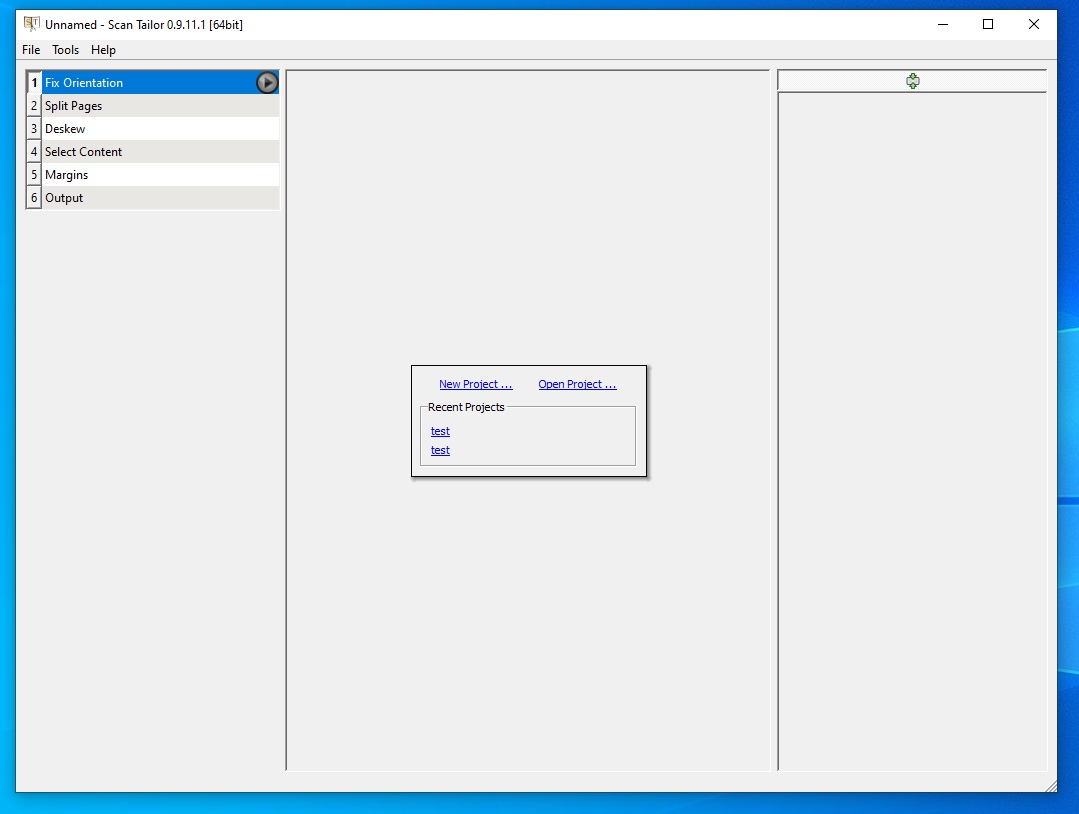 Unnamed - Scan Tailor 0.9.11.1 [64bit]
File Tools Help
1 Fix Orientation
2 Split Pages
3 Deskew
4 Select Content
5 Margins
6 Output
New Project ... Open Project ...
Recent Projects
test
test